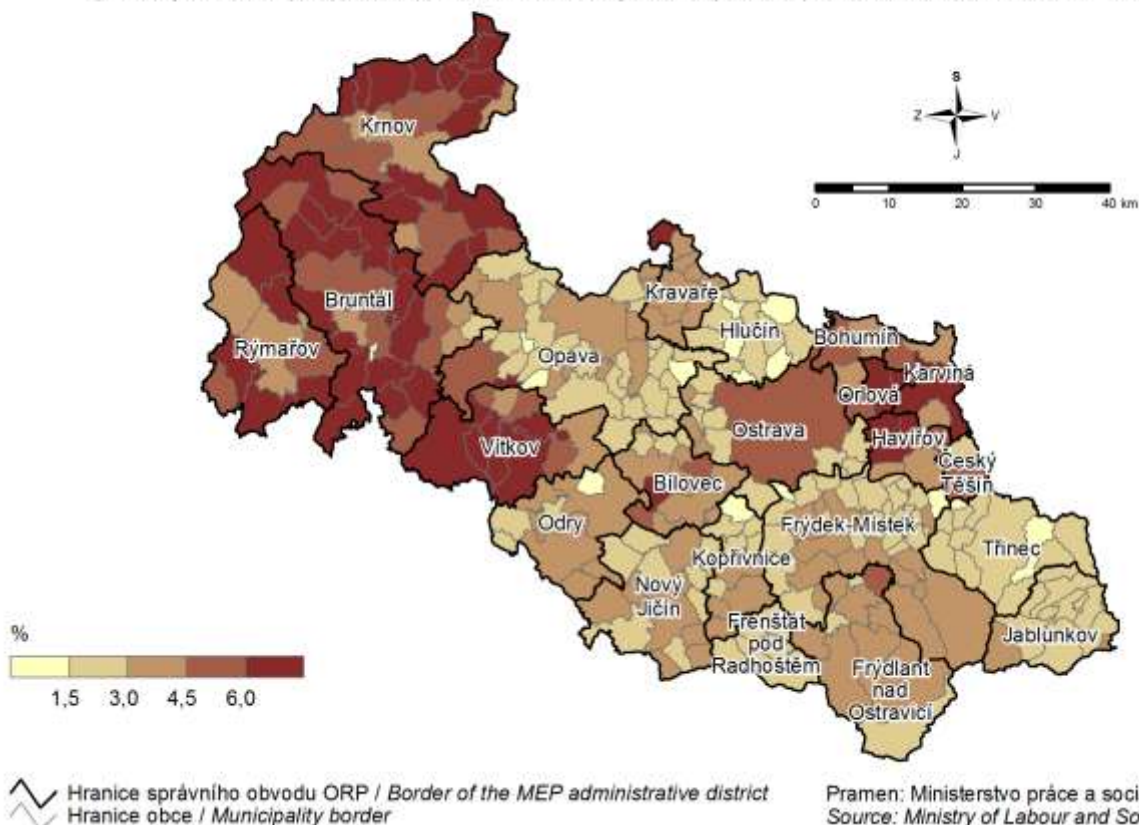 S
Z V
J
0 10 20 30 40 km
Krnov
Bruntál
Rýmařov
Kravaře
Hlučín
Opava
Bohumín
Karviná
Orlová
Ostrava
Havířov
Český
Těšín
Vítkov
Bílovec
Odry
Frýdek-Místek
Třinec
Kopřivnice
Nový
Jičín
Frenštát
pod
Radhoštěm
Jablunkov
Frýdlant
nad
Ostravicí
%
1,5 3,0 4,5 6,0
Hranice správního obvodu ORP / Border of the MEP administrative district
Hranice obce / Municipality border
Pramen: Ministerstvo práce a soci
Source: Ministry of Labour and So